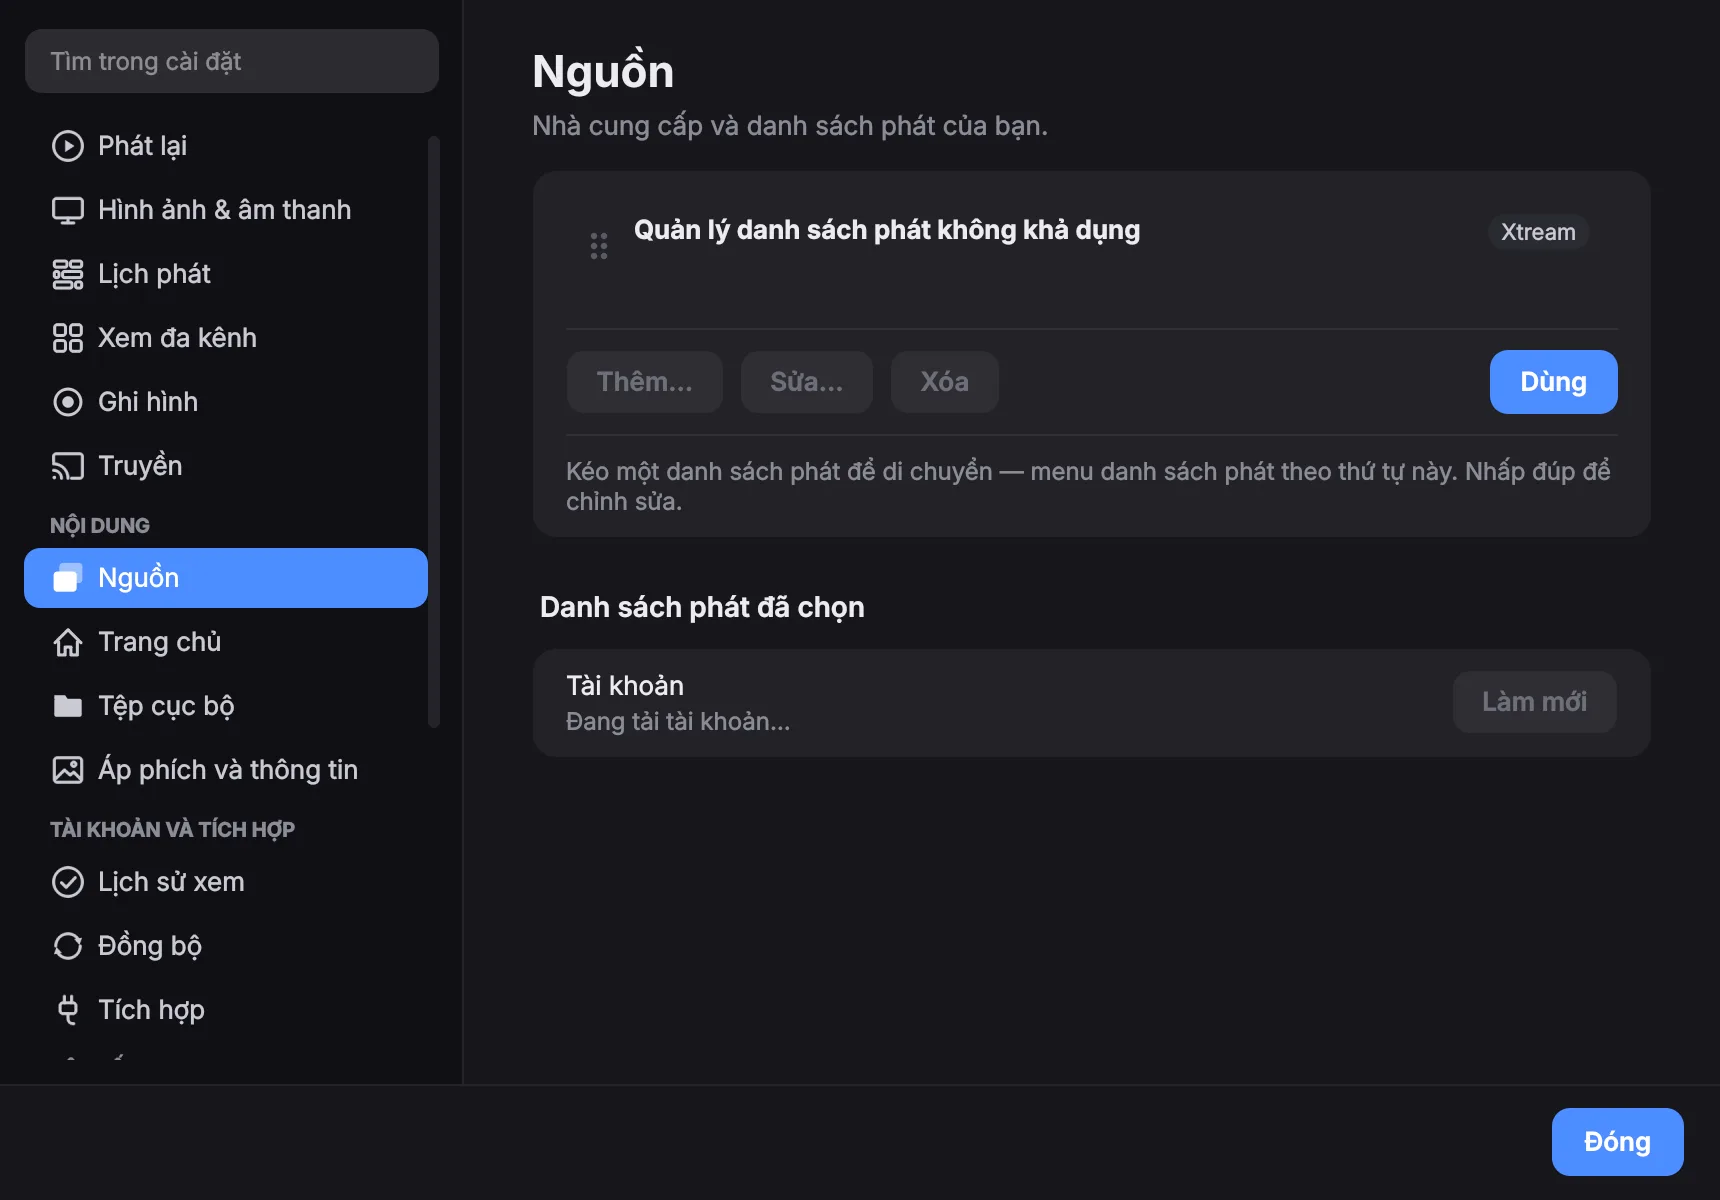 Tìm trong cài đặt
Phát lại
Hình ảnh & âm thanh
Lịch phát
Xem đa kênh
Ghi hình
Truyền
NỘI DUNG
Nguồn
Trang chủ
Tệp cục bộ
Áp phích và thông tin
TÀI KHOẢN VÀ TÍCH HỢP
Lịch sử xem
Đồng bộ
Tích hợp
Nguồn
Nhà cung cấp và danh sách phát của bạn.
Quản lý danh sách phát không khả dụng
Xtream
Thêm...
Sửa...
Xóa
Dùng
Kéo một danh sách phát để di chuyển — menu danh sách phát theo thứ tự này. Nhấp đúp để
chỉnh sửa.
Danh sách phát đã chọn
Tài khoản
Đang tải tài khoản...
Làm mới
Đóng